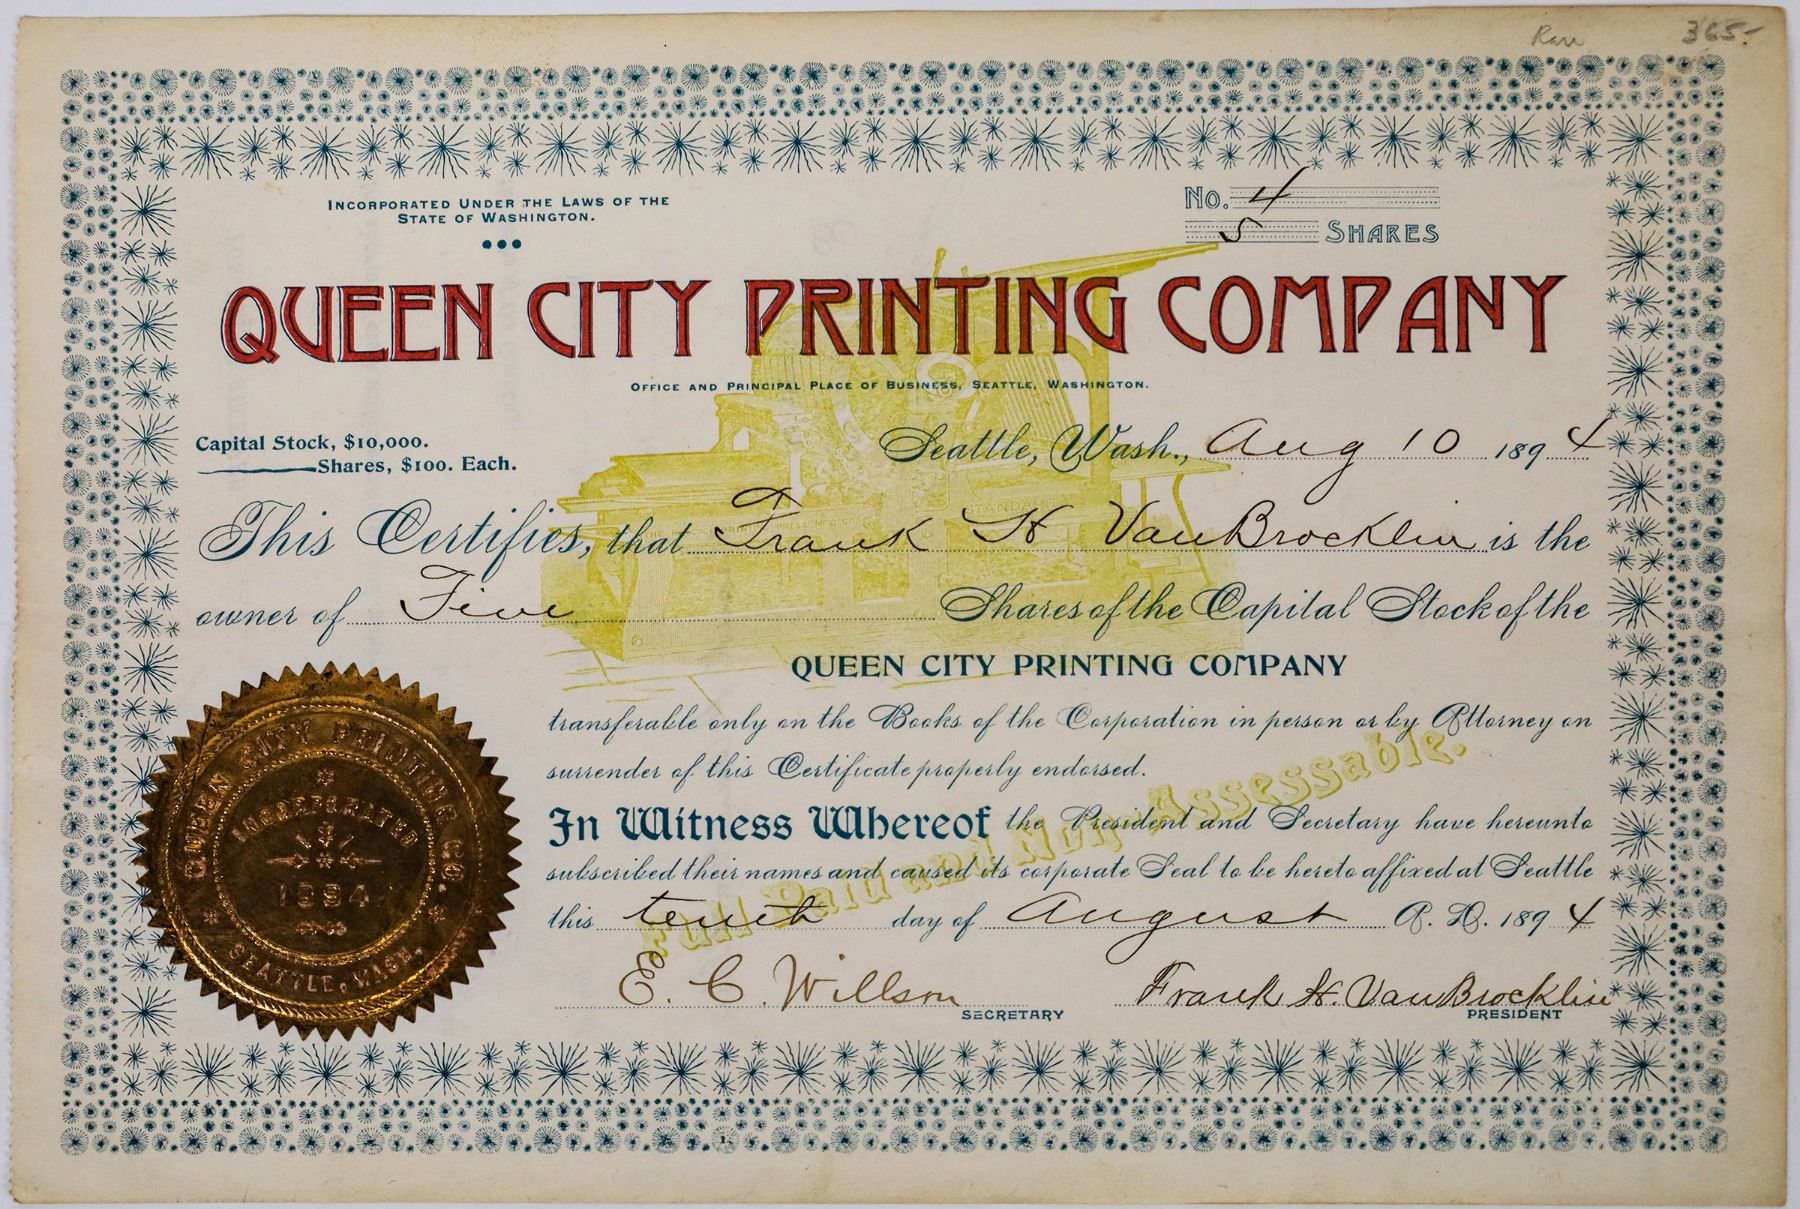 Rare 365-
INCORPORATED UNDER THE LAWS OF THE
STATE OF WASHINGTON.
No. 4
5 SHARES
QUEEN CITY PRINTING COMPANY
OFFICE AND PRINCIPAL PLACE OF BUSINESS, SEATTLE, WASHINGTON.
Capital Stock, $10,000.
Shares, $100. Each.
Seattle, Wash., Aug 10 1894
This Certifies, that Frank H VanBrocklin is the
owner of Five Shares of the Capital Stock of the
QUEEN CITY PRINTING COMPANY
transferable only on the Books of the Corporation in person or by Attorney on
surrender of this Certificate properly endorsed.
Full Paid and Non Assessable.
In Witness Whereof the President and Secretary have hereunto
subscribed their names and caused its corporate Seal to be hereto affixed at Seattle
this tenth day of August A. D. 1894
E. C. Willson Frank H. VanBrocklin
SECRETARY PRESIDENT
QUEEN CITY PRINTING CO.
INCORPORATED
1894
SEATTLE, WASH.